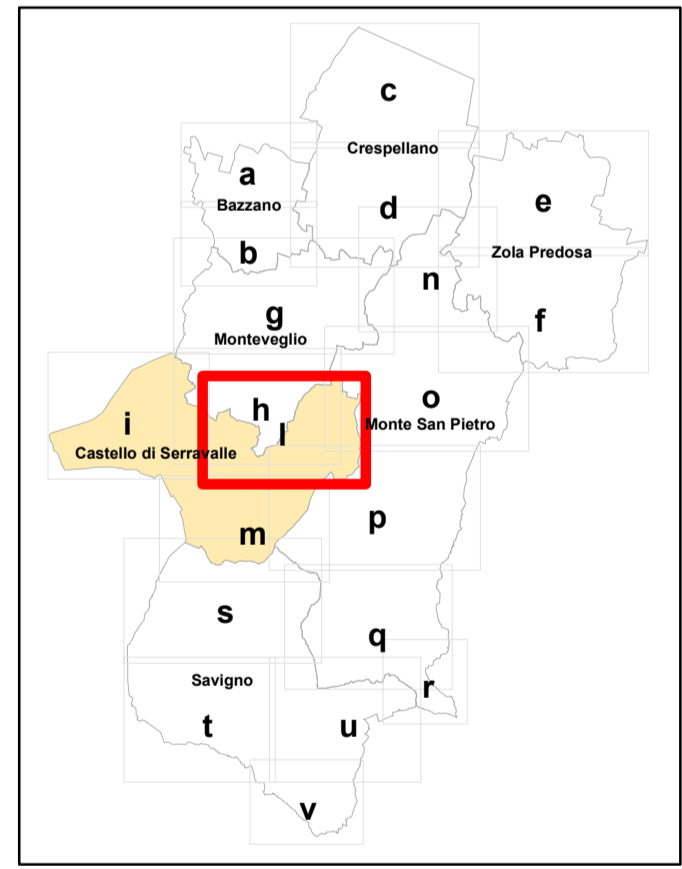 c
Crespellano
a
Bazzano
e
d
b
Zola Predosa
n
g
Monteveglio
f
h
o
i
l
Monte San Pietro
Castello di Serravalle
p
m
s
q
Savigno
r
t
u
v